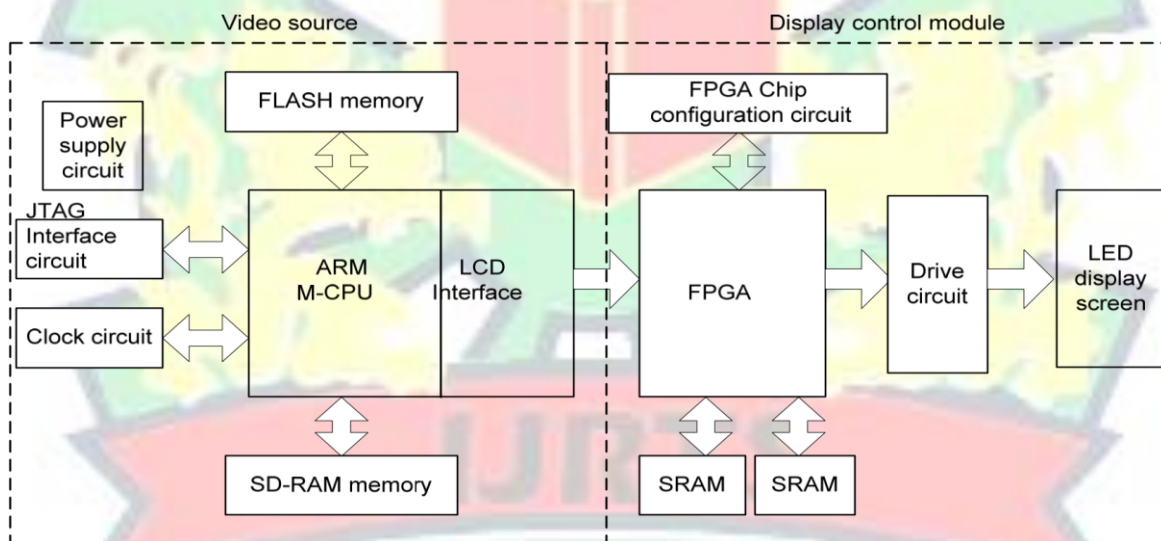 Video source
Display control module
FLASH memory
FPGA Chip
configuration circuit
Power
supply
circuit
JTAG
Interface
circuit
ARM
M-CPU
LCD
Interface
FPGA
Drive
circuit
LED
display
screen
Clock circuit
SD-RAM memory
SRAM
SRAM